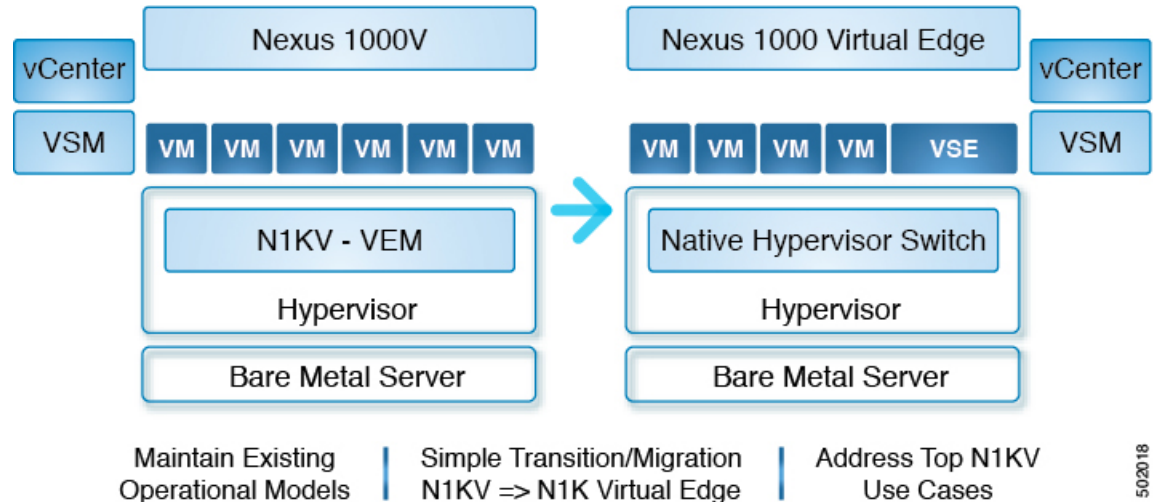 Nexus 1000V
vCenter
VSM
VM VM VM VM VM VM
N1KV - VEM
Hypervisor
Bare Metal Server
Nexus 1000 Virtual Edge
vCenter
VSM
VM VM VM VM VSE
Native Hypervisor Switch
Hypervisor
Bare Metal Server
Maintain Existing
Operational Models
Simple Transition/Migration
N1KV => N1K Virtual Edge
Address Top N1KV
Use Cases
502018